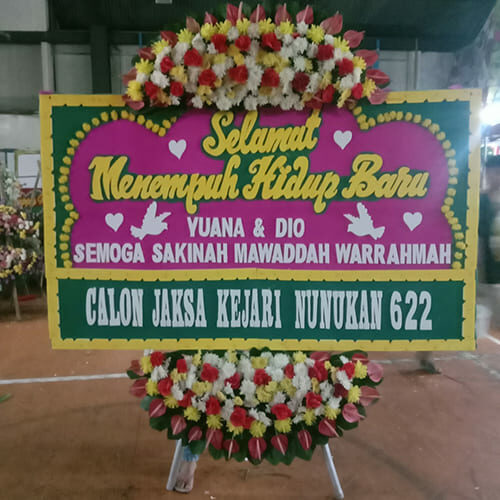 Selamat
Menempuh Hidup Baru
YUANA & DIO
SEMOGA SAKINAH MAWADDAH WARRAHMAH
CALON JAKSA KEJARI NUNUKAN 622